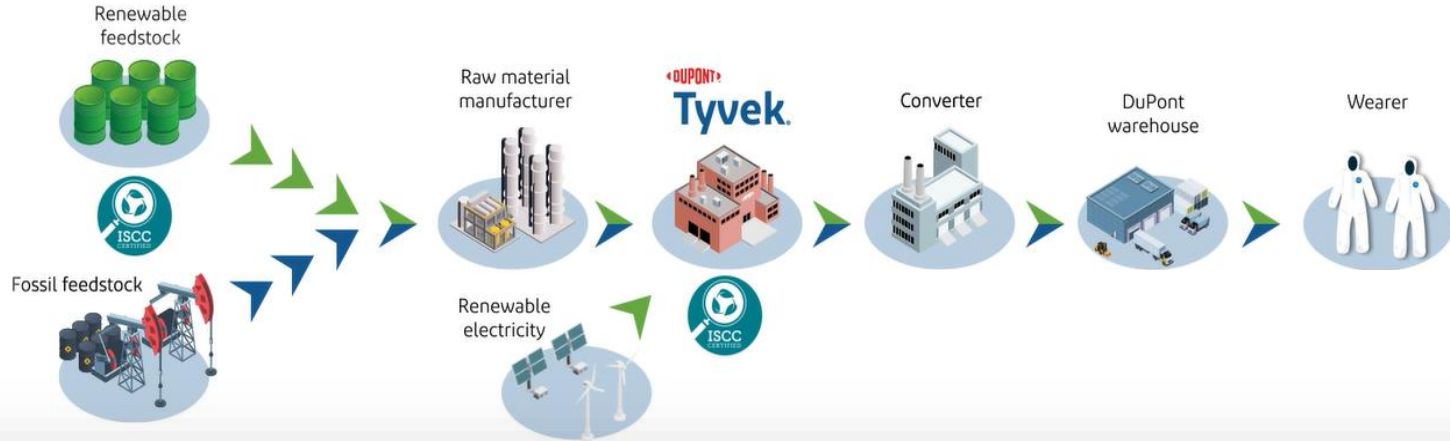 Renewable
feedstock
ISCC
CERTIFIED
Fossil feedstock
Raw material
manufacturer
Renewable
electricity
DUPONT
Tyvek®
ISCC
CERTIFIED
Converter
DuPont
warehouse
Wearer